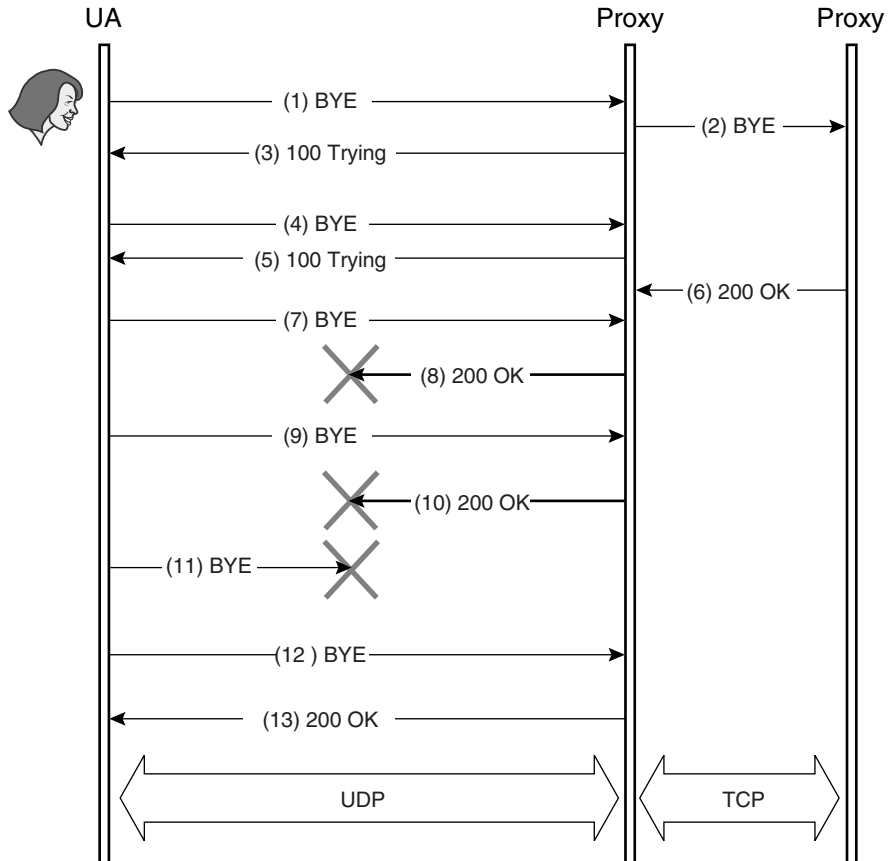 UA Proxy Proxy
(1) BYE
(2) BYE
(3) 100 Trying
(4) BYE
(5) 100 Trying
(6) 200 OK
(7) BYE
(8) 200 OK
(9) BYE
(10) 200 OK
(11) BYE
(12 ) BYE
(13) 200 OK
UDP TCP